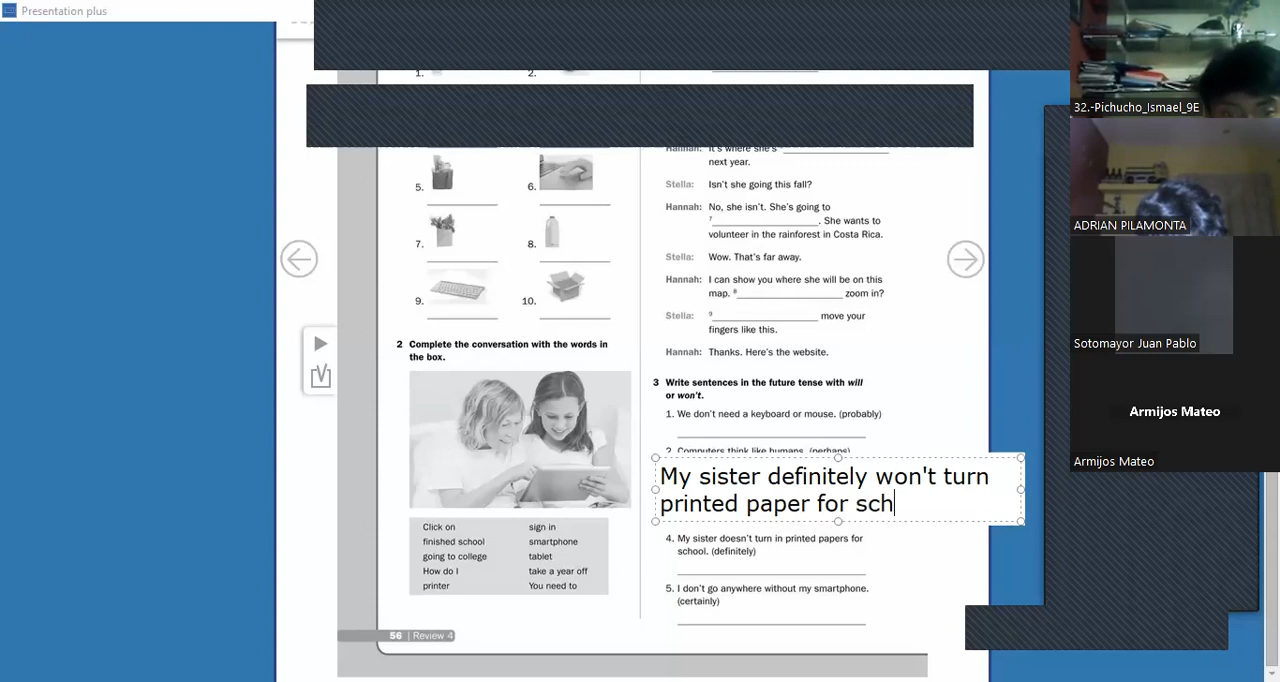 Presentation plus
1.
2.
5.
6.
7.
8.
9.
10.
2 Complete the conversation with the words in
the box.
Click on
finished school
going to college
How do I
printer
sign in
smartphone
tablet
take a year off
You need to
56 | Review 4
Hannah: It's where she's
next year.
Stella: Isn't she going this fall?
Hannah: No, she isn't. She's going to
7 . She wants to
volunteer in the rainforest in Costa Rica.
Stella: Wow. That's far away.
Hannah: I can show you where she will be on this
map. 8 zoom in?
Stella: 9 move your
fingers like this.
Hannah: Thanks. Here's the website.
3 Write sentences in the future tense with will
or won't.
1. We don't need a keyboard or mouse. (probably)
2. Computers think like humans. (perhaps)
My sister definitely won't turn
printed paper for sch
4. My sister doesn't turn in printed papers for
school. (definitely)
5. I don't go anywhere without my smartphone.
(certainly)
32.-Pichucho_Ismael_9E
ADRIAN PILAMONTA
Sotomayor Juan Pablo
Armijos Mateo
Armijos Mateo